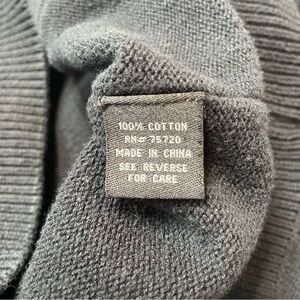 100% COTTON
RN# 75720
MADE IN CHINA
SEE REVERSE
FOR CARE